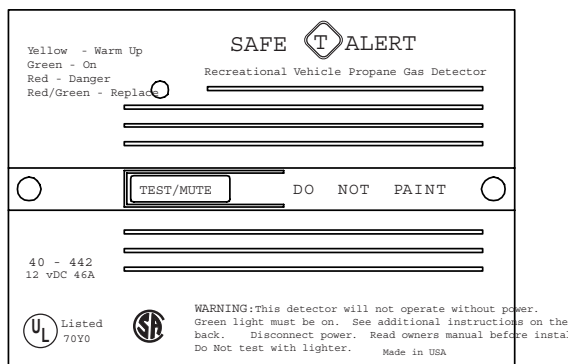 Yellow - Warm Up
Green - On
Red - Danger
Red/Green - Replace
SAFE T ALERT
Recreational Vehicle Propane Gas Detector
TEST/MUTE
DO NOT PAINT
40 - 442
12 vDC 46A
UL
Listed
70Y0
SA
WARNING:This detector will not operate without power.
Green light must be on. See additional instructions on the
back. Disconnect power. Read owners manual before instal
Do Not test with lighter.
Made in USA